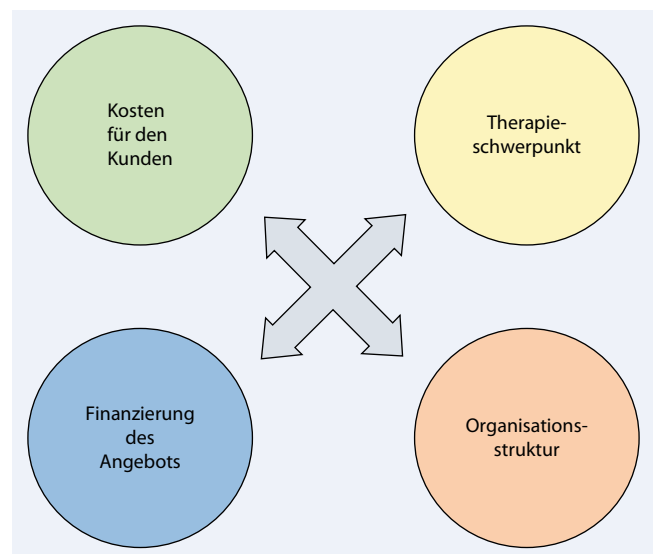 Kosten
für den
Kunden
Therapie-
schwerpunkt
Finanzierung
des
Angebots
Organisations-
struktur